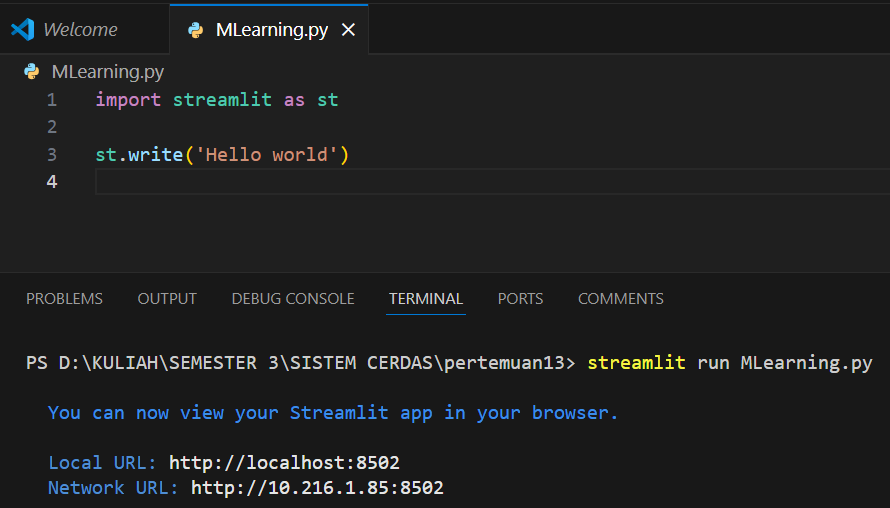 Welcome MLearning.py
MLearning.py
1 import streamlit as st
2
3 st.write('Hello world')
4
PROBLEMS OUTPUT DEBUG CONSOLE TERMINAL PORTS COMMENTS
PS D:\KULIAH\SEMESTER 3\SISTEM CERDAS\pertemuan13> streamlit run MLearning.py
You can now view your Streamlit app in your browser.
Local URL: http://localhost:8502
Network URL: http://10.216.1.85:8502